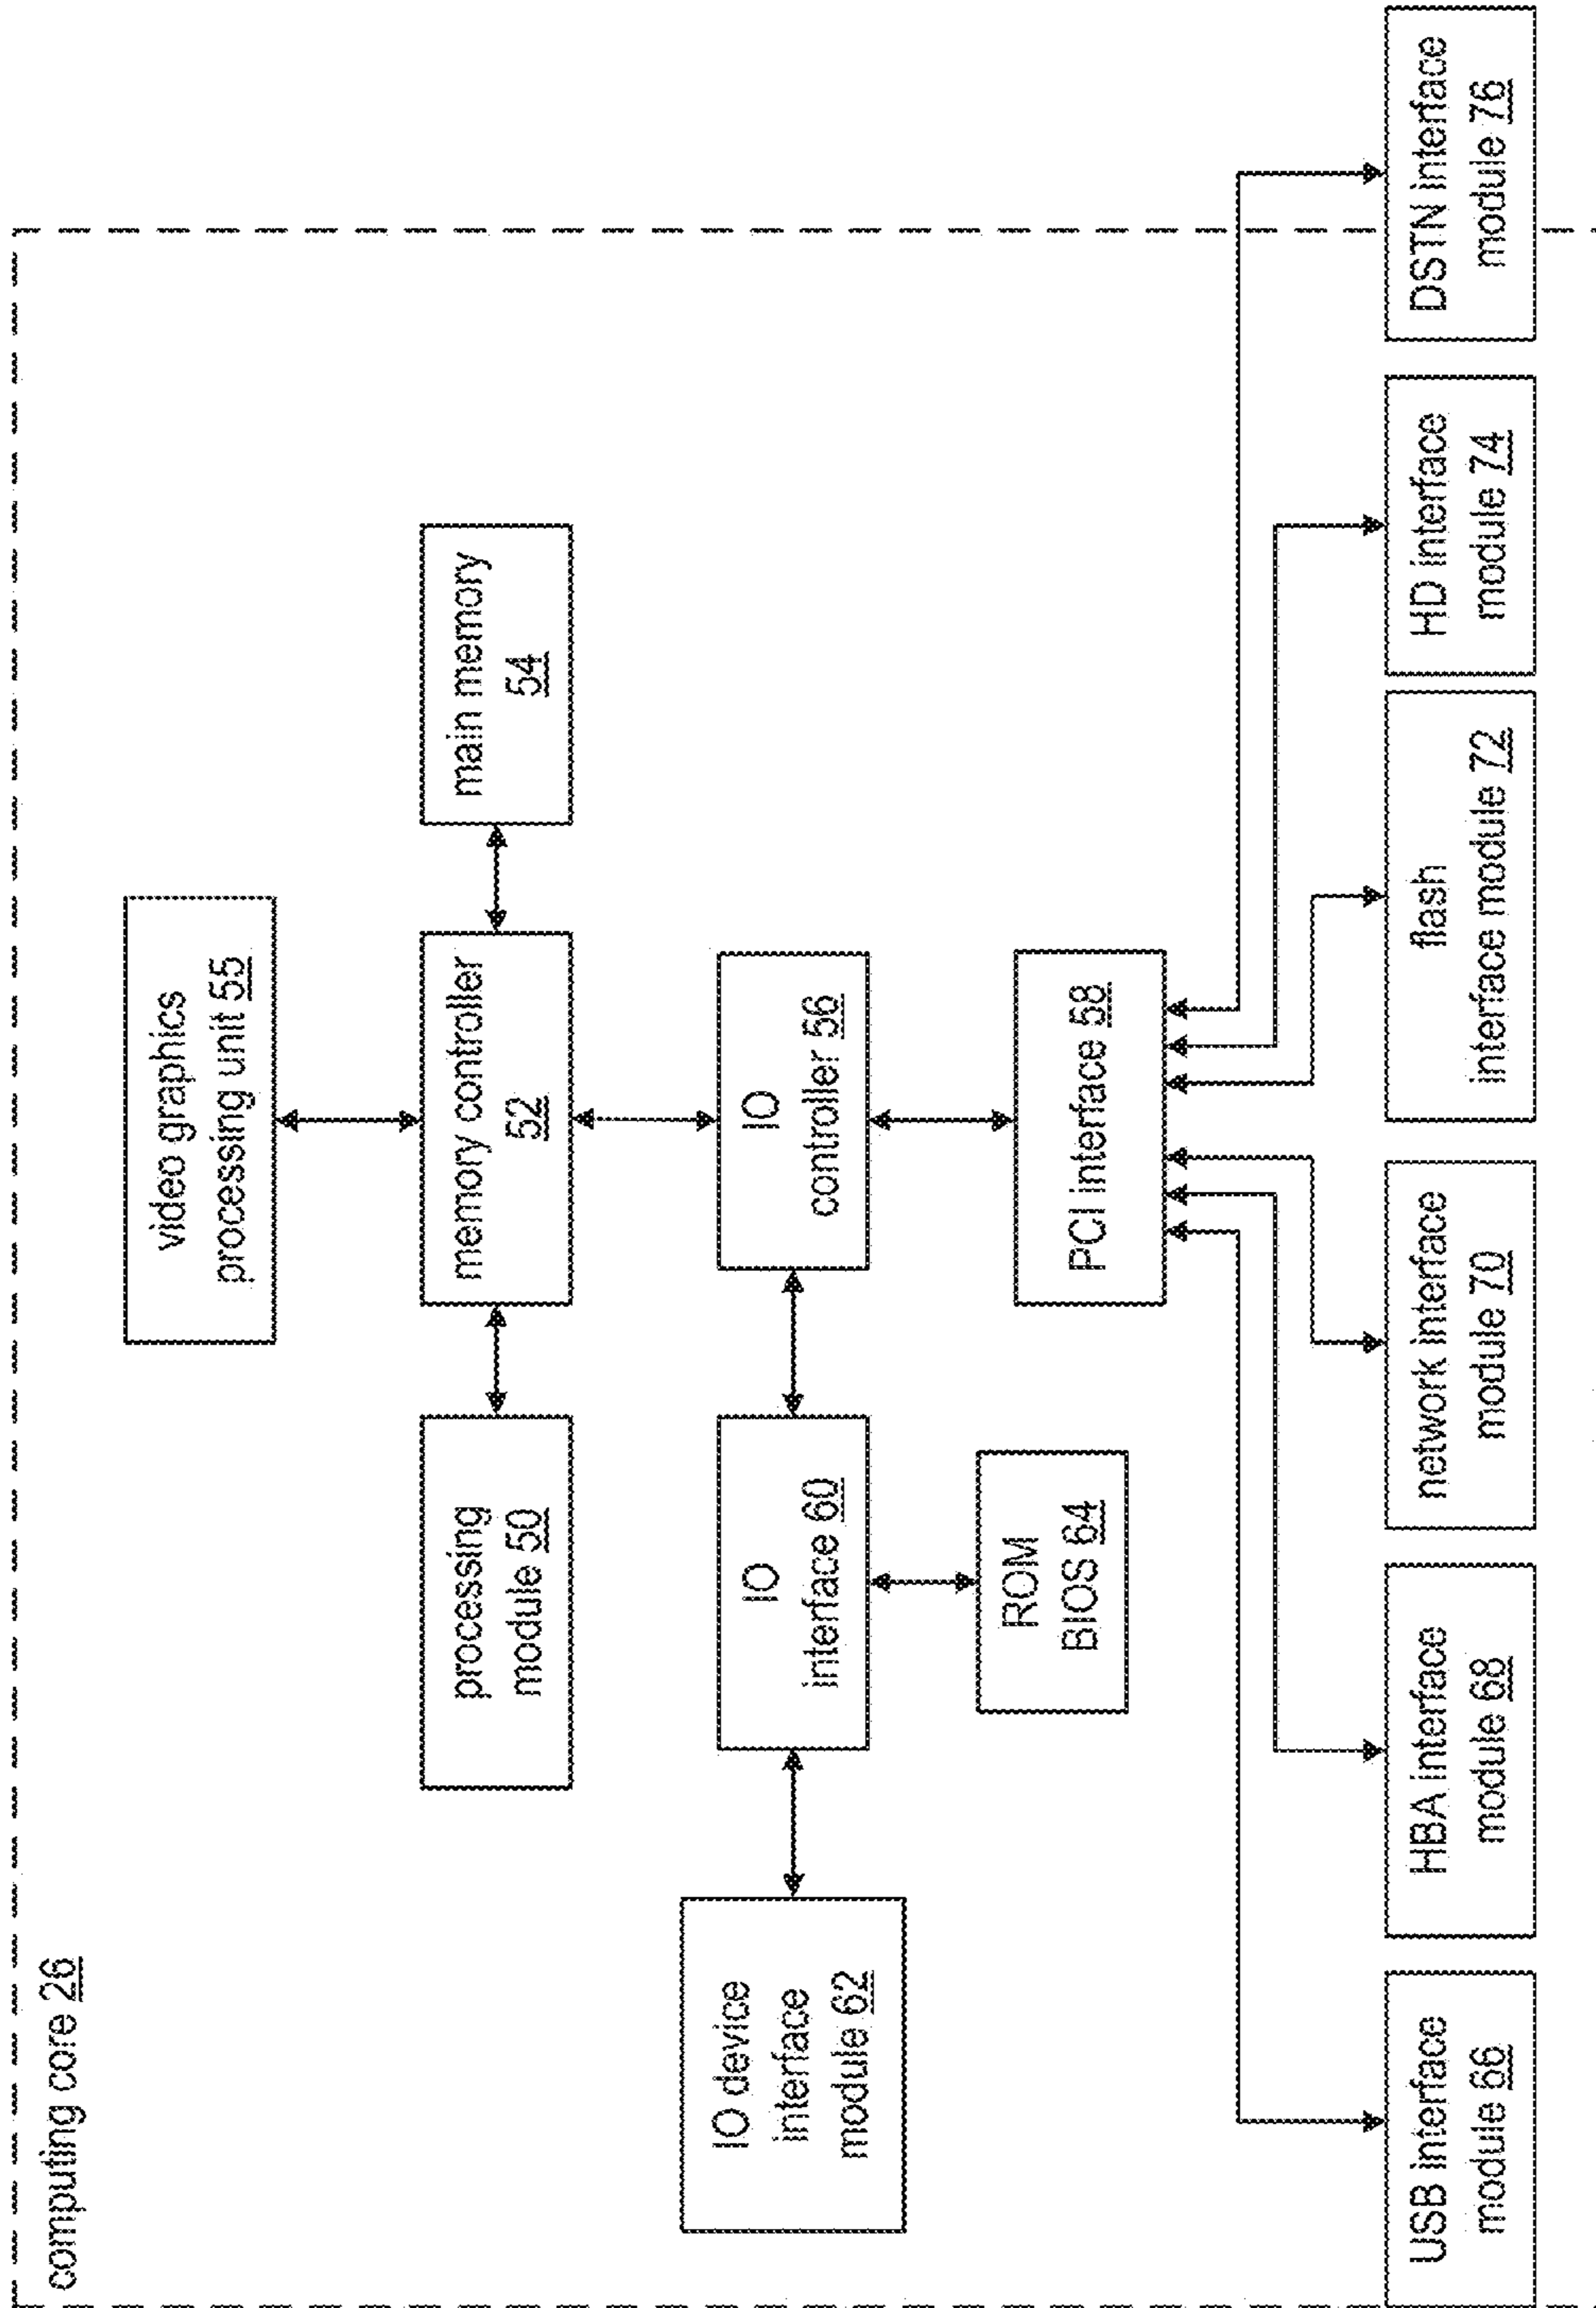 computing core 26
video graphics
processing unit 55
processing
module 50
memory controller
52
main memory
54
IO device
interface
module 62
IO
interface 60
IO
controller 56
ROM
BIOS 64
PCI interface 58
USB interface
module 66
HBA interface
module 68
network interface
module 70
flash
interface module 72
HD interface
module 74
DSTN interface
module 76